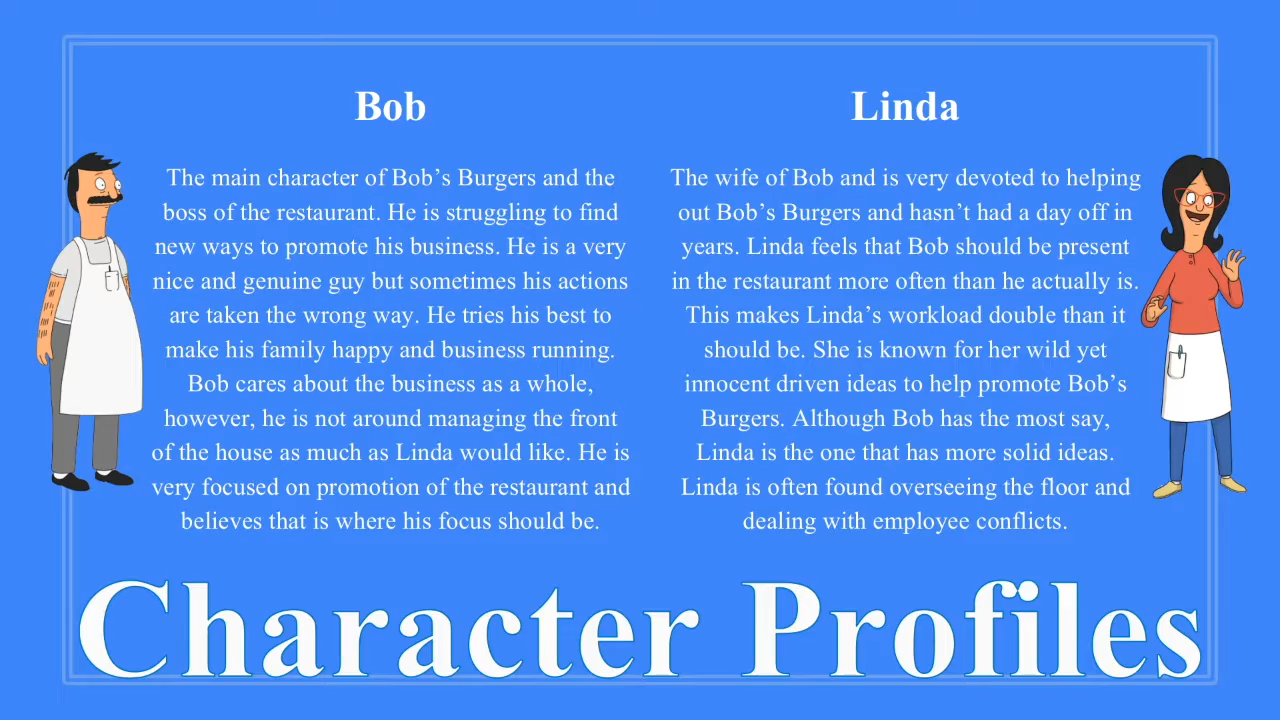 Bob
The main character of Bob’s Burgers and the
boss of the restaurant. He is struggling to find
new ways to promote his business. He is a very
nice and genuine guy but sometimes his actions
are taken the wrong way. He tries his best to
make his family happy and business running.
Bob cares about the business as a whole,
however, he is not around managing the front
of the house as much as Linda would like. He is
very focused on promotion of the restaurant and
believes that is where his focus should be.
Linda
The wife of Bob and is very devoted to helping
out Bob’s Burgers and hasn’t had a day off in
years. Linda feels that Bob should be present
in the restaurant more often than he actually is.
This makes Linda’s workload double than it
should be. She is known for her wild yet
innocent driven ideas to help promote Bob’s
Burgers. Although Bob has the most say,
Linda is the one that has more solid ideas.
Linda is often found overseeing the floor and
dealing with employee conflicts.
Character Profiles